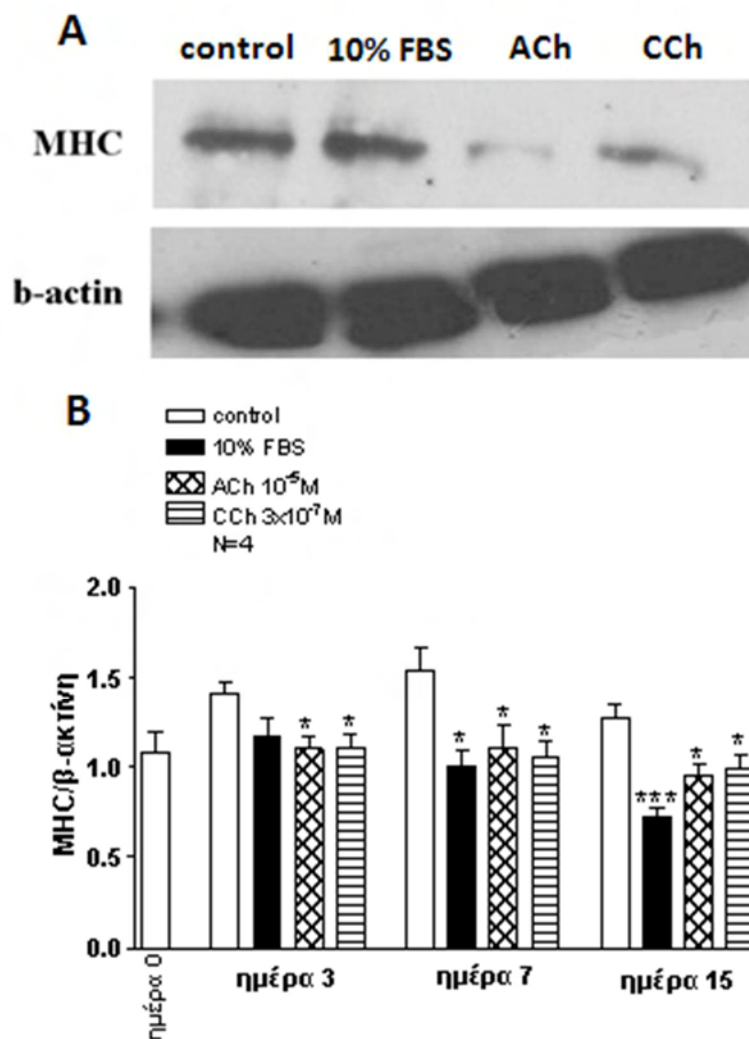 A
control 10% FBS ACh CCh
MHC
b-actin
B
control
10% FBS
ACh 10⁻⁵M
CCh 3x10⁻⁷M
N=4
MHC/β-ακτίνη
2.0
1.5
1.0
0.5
0.0
* *
* * *
*** * *
ημέρα 0
ημέρα 3 ημέρα 7 ημέρα 15